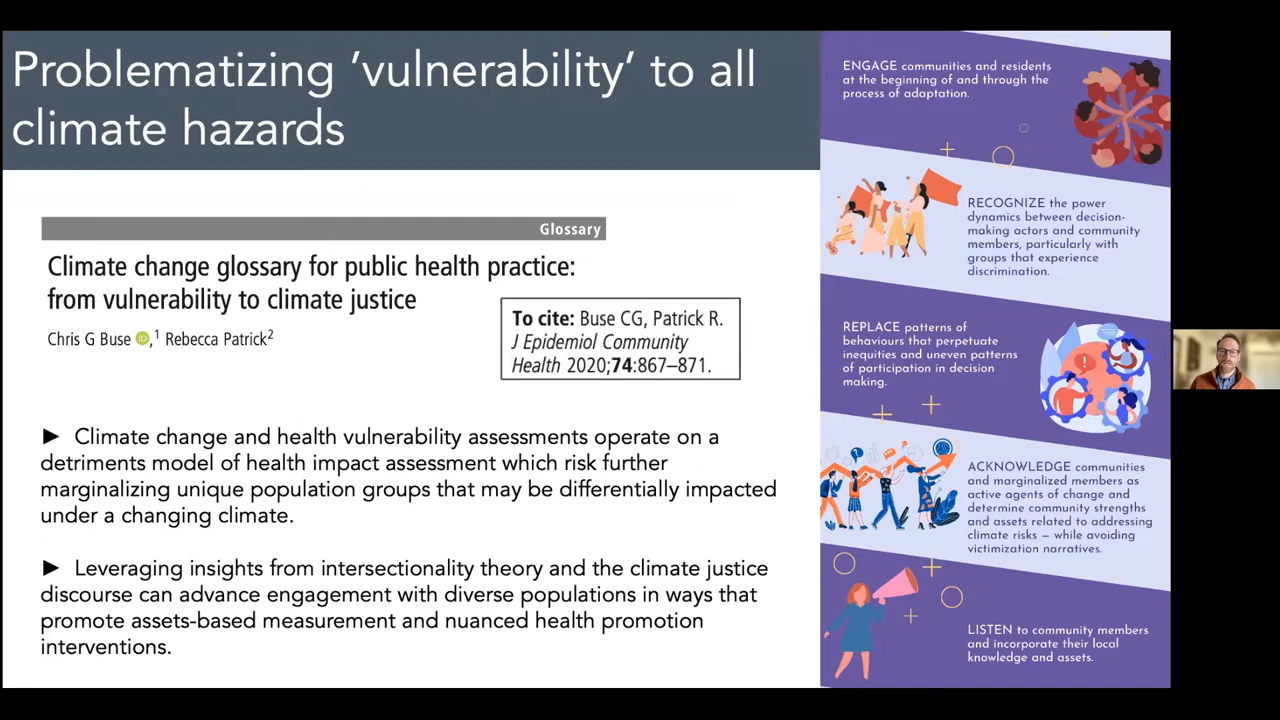 Problematizing ’vulnerability’ to all
climate hazards
Glossary
Climate change glossary for public health practice:
from vulnerability to climate justice
Chris G Buse iD,1 Rebecca Patrick2
To cite: Buse CG, Patrick R.
J Epidemiol Community
Health 2020;74:867–871.
► Climate change and health vulnerability assessments operate on a
detriments model of health impact assessment which risk further
marginalizing unique population groups that may be differentially impacted
under a changing climate.
► Leveraging insights from intersectionality theory and the climate justice
discourse can advance engagement with diverse populations in ways that
promote assets-based measurement and nuanced health promotion
interventions.
ENGAGE communities and residents
at the beginning of and through the
process of adaptation.
RECOGNIZE the power
dynamics between decision-
making actors and community
members, particularly with
groups that experience
discrimination.
REPLACE patterns of
behaviours that perpetuate
inequities and uneven patterns
of participation in decision
making.
ACKNOWLEDGE communities
and marginalized members as
active agents of change and
determine community strengths
and assets related to addressing
climate risks — while avoiding
victimization narratives.
LISTEN to community members
and incorporate their local
knowledge and assets.